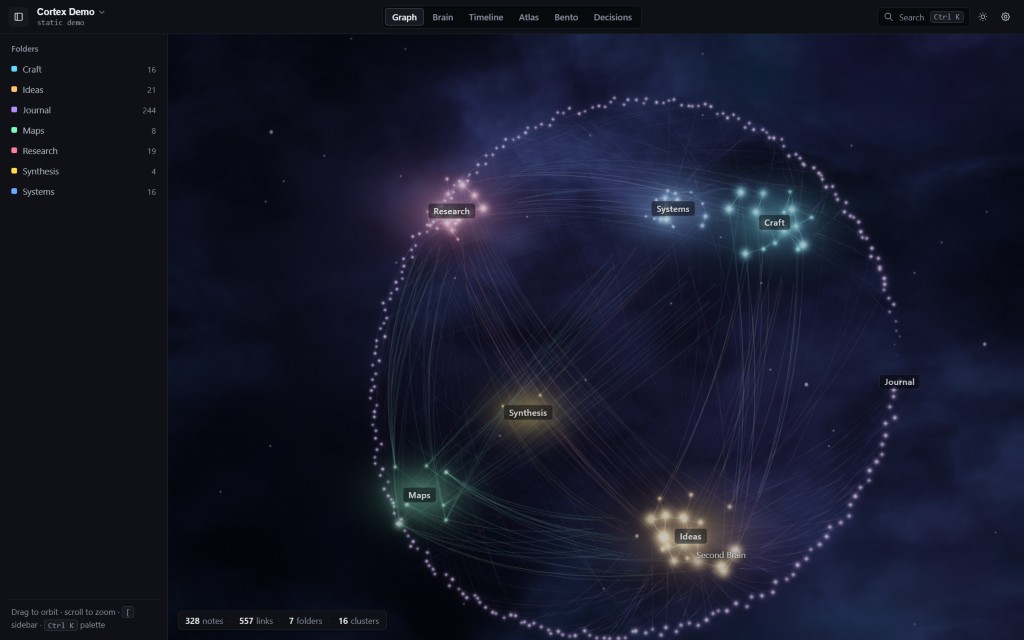 Cortex Demo
static demo
Graph Brain Timeline Atlas Bento Decisions
Search Ctrl K
Folders
Craft 16
Ideas 21
Journal 244
Maps 8
Research 19
Synthesis 4
Systems 16
Research
Systems
Craft
Journal
Synthesis
Maps
Ideas
Second Brain
Drag to orbit · scroll to zoom · [
sidebar · Ctrl K palette
328 notes · 557 links · 7 folders · 16 clusters